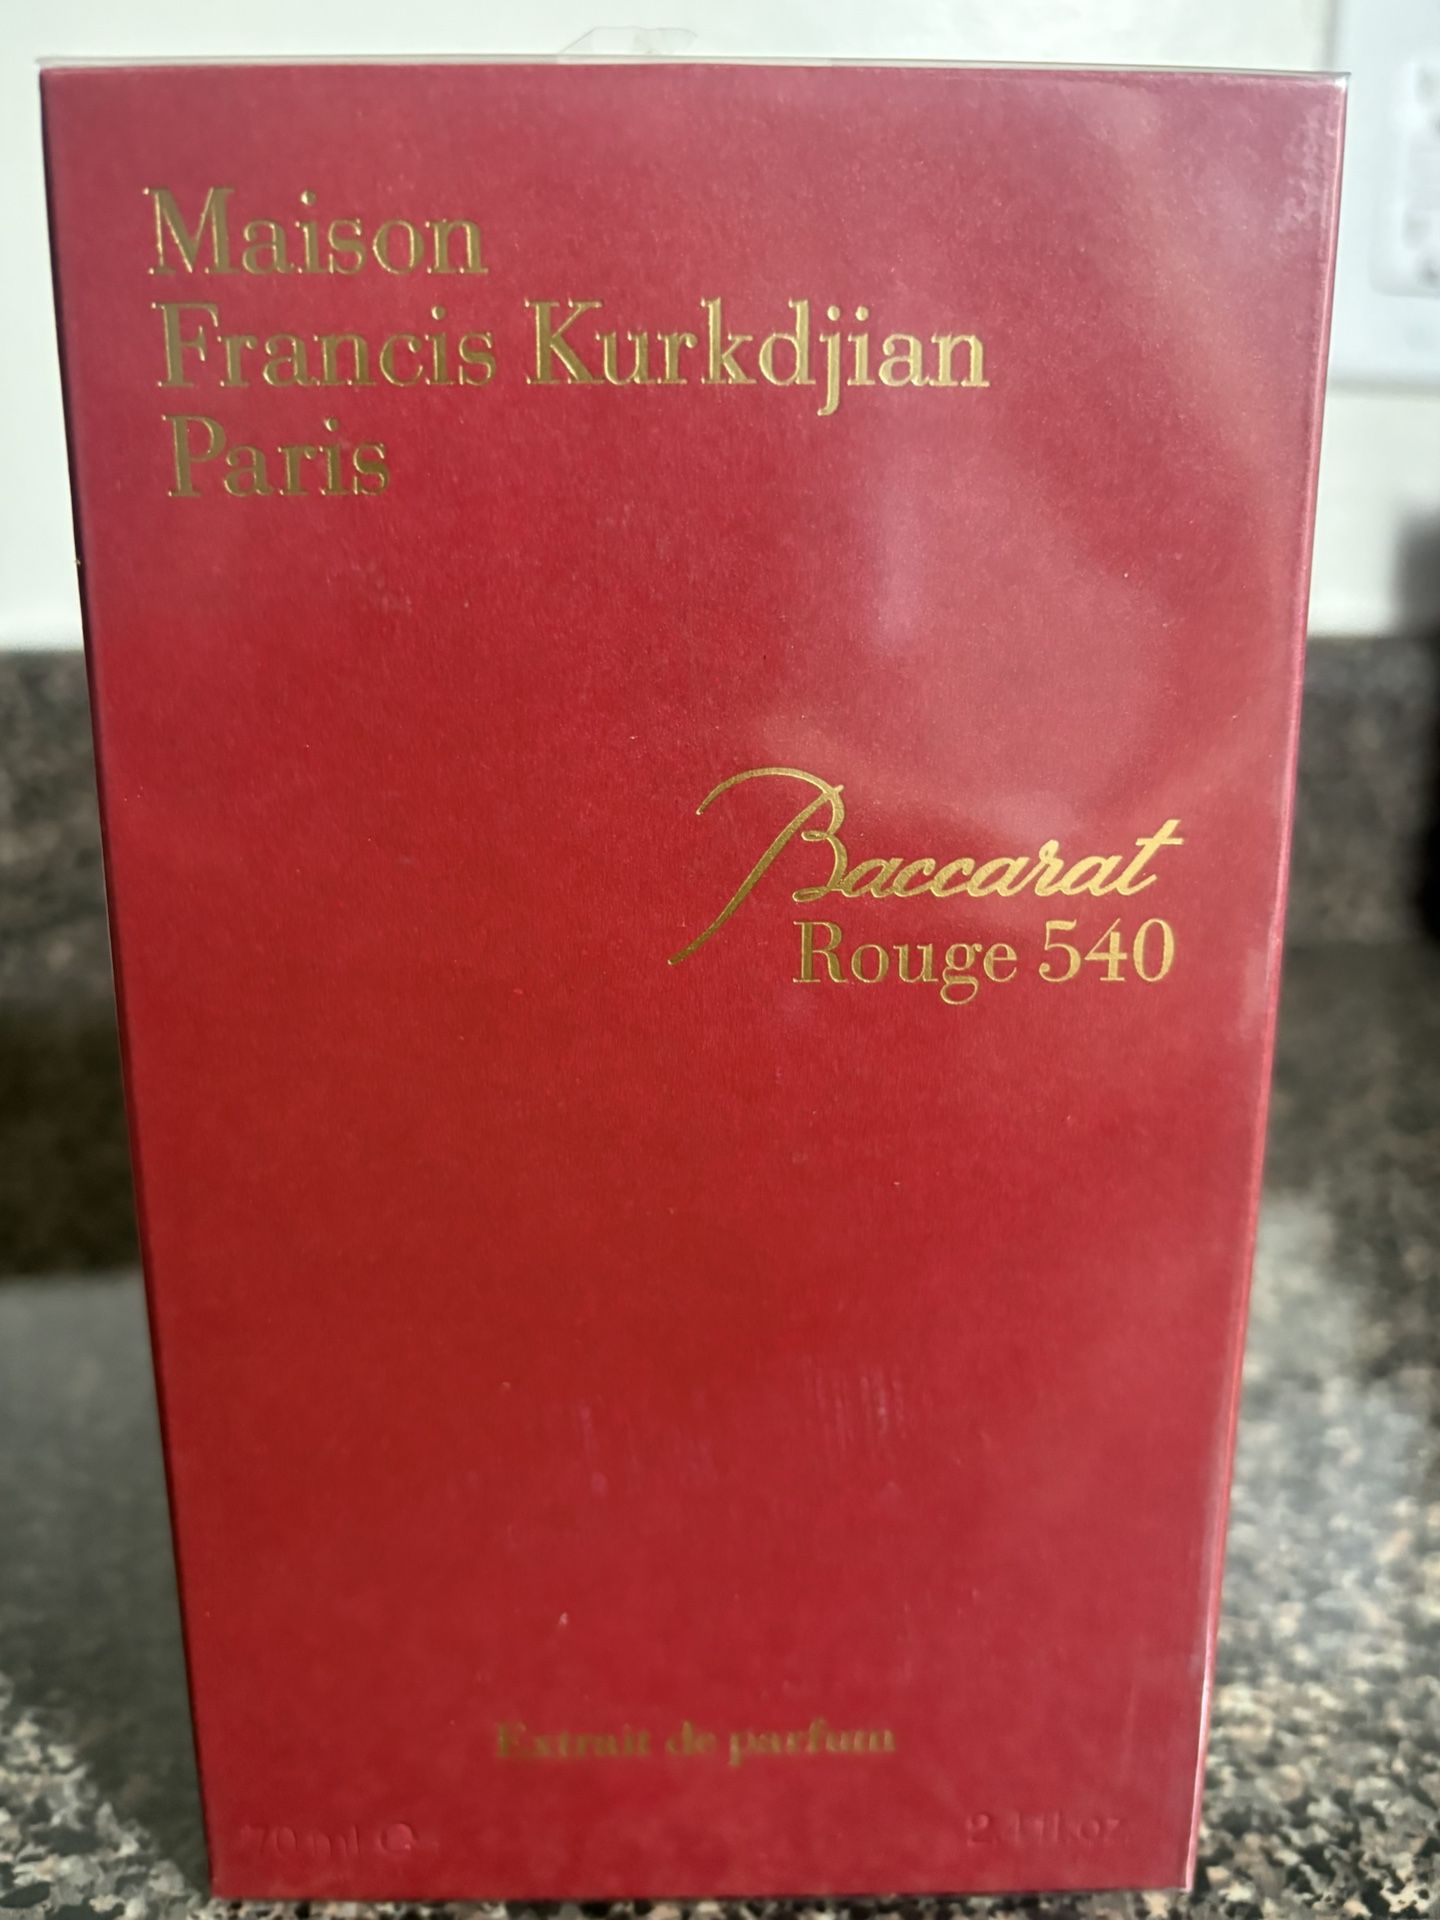 Maison
Francis Kurkdjian
Paris
Baccarat
Rouge 540
Extrait de parfum
70 ml ℮ 2.4 fl.oz.